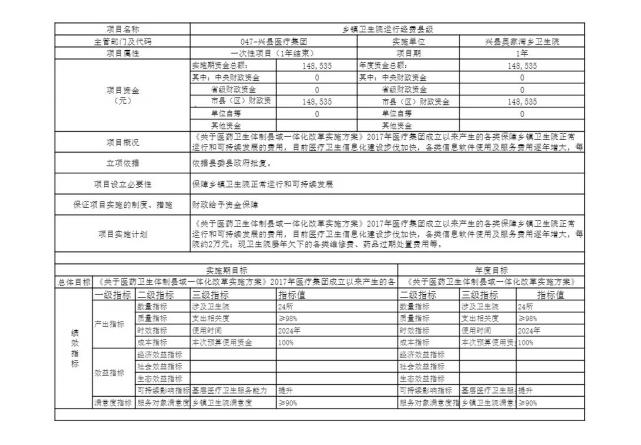 项目名称 乡镇卫生院运行经费县级
主管部门及代码 047-兴县医疗集团 实施单位 兴县奥家湾乡卫生院
项目属性 一次性项目（1年结束） 项目期 1年
项目资金（元） 实施期资金总额: 148,535 年度资金总额: 148,535
其中:中央财政资金 0 其中:中央财政资金 0
省级财政资金 0 省级财政资金 0
市县（区）财政资 148,535 市县（区）财政资金 148,535
单位自筹 0 单位自筹 0
其他资金 其他资金
项目概况 《关于医药卫生体制县域一体化改革实施方案》2017年医疗集团成立以来产生的各类保障乡镇卫生院正常
运行和可持续发展的费用，目前医疗卫生信息化建设步伐加快，各类信息软件使用及服务费用逐年增大，每
立项依据 依据县委县政府批复。
项目设立必要性 保障乡镇卫生院正常运行和可持续发展
保证项目实施的制度、措施 财政给予资金保障
项目实施计划 《关于医药卫生体制县域一体化改革实施方案》2017年医疗集团成立以来产生的各类保障乡镇卫生院正常
运行和可持续发展的费用，目前医疗卫生信息化建设步伐加快，各类信息软件使用及服务费用逐年增大，每
院约2万元；现卫生院历年欠下的各类维修费、药品过期处置费用等。
实施期目标 年度目标
总体目标 《关于医药卫生体制县域一体化改革实施方案》2017年医疗集团成立以来产生的各 《关于医药卫生体制县域一体化改革实施方案》
绩效指标 一级指标 二级指标 三级指标 指标值 二级指标 三级指标 指标值
产出指标 数量指标 涉及卫生院 24所 数量指标 涉及卫生院 24所
质量指标 支出相关度 ≥98% 质量指标 支出相关度 ≥98%
时效指标 使用时间 2024年 时效指标 使用时间 2024年
成本指标 本次预算使用资金 100% 成本指标 本次预算使用资金 100%
效益指标 经济效益指标 经济效益指标
社会效益指标 社会效益指标
生态效益指标 生态效益指标
可持续影响指标 基层医疗卫生服务能力 提升 可持续影响指标 基层医疗卫生服 提升
满意度指标 服务对象满意度 乡镇卫生院满意度 ≥90% 服务对象满意度指 乡镇卫生院满意 ≥90%